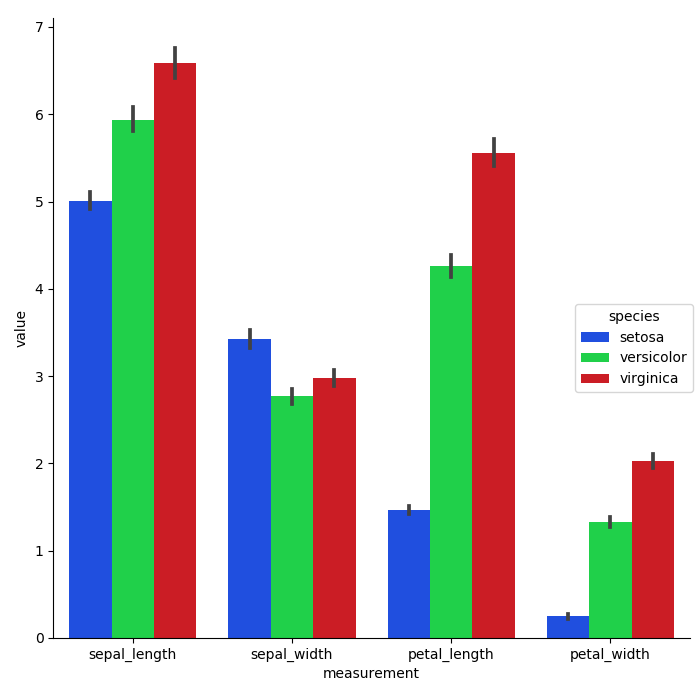 7
6
5
4
3
2
1
0
value
species
setosa
versicolor
virginica
sepal_length sepal_width petal_length petal_width
measurement